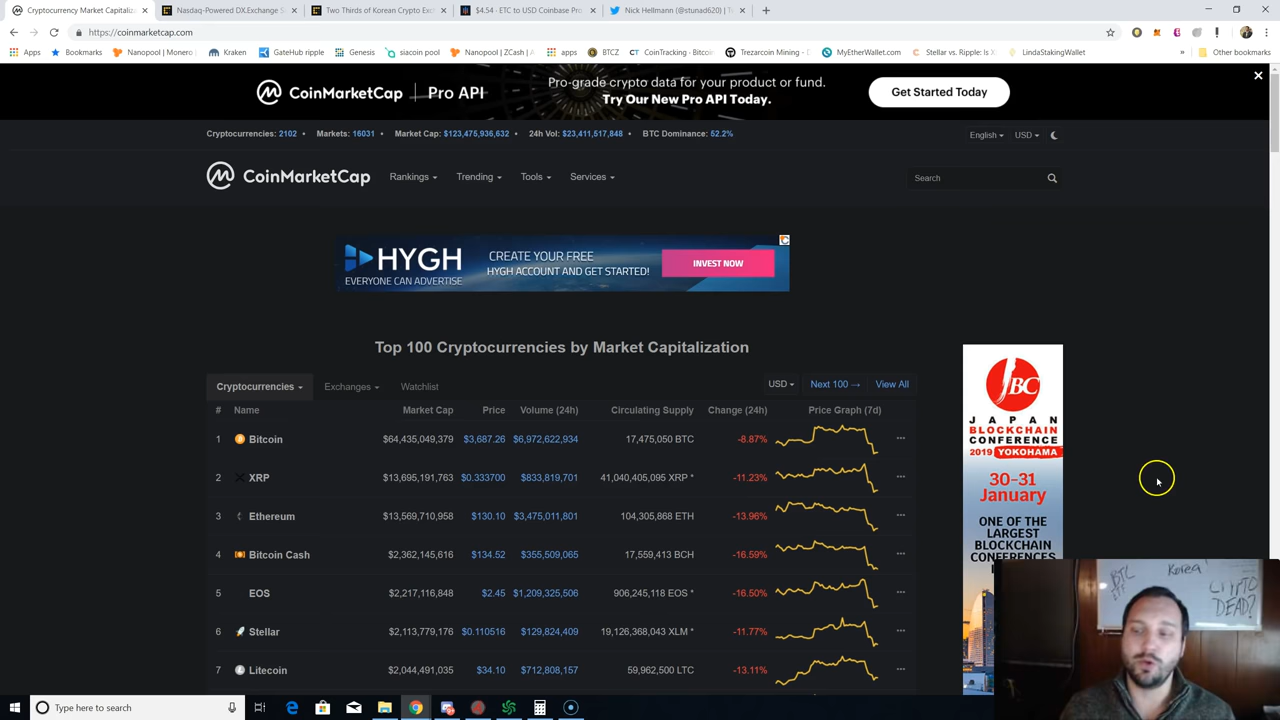 Cryptocurrency Market Capitaliz
Nasdaq-Powered DX.Exchange S
Two Thirds of Korean Crypto Exc
$4.54 · ETC to USD Coinbase Pro
Nick Hellmann (@stunad620) | T
https://coinmarketcap.com
Apps
Bookmarks
Nanopool | Monero
Kraken
GateHub ripple
Genesis
siacoin pool
Nanopool | ZCash
apps
BTCZ
CoinTracking · Bitcoi
Trezarcoin Mining -
MyEtherWallet.com
Stellar vs. Ripple: Is X
LindaStakingWallet
»
Other bookmarks
CoinMarketCap | Pro API
Pro-grade crypto data for your product or fund.
Try Our New Pro API Today.
Get Started Today
Cryptocurrencies: 2102 • Markets: 16031 • Market Cap: $123,475,936,632 • 24h Vol: $23,411,517,848 • BTC Dominance: 52.2%
English
USD
CoinMarketCap
Rankings
Trending
Tools
Services
Search
HYGH
EVERYONE CAN ADVERTISE
CREATE YOUR FREE
HYGH ACCOUNT AND GET STARTED!
INVEST NOW
Top 100 Cryptocurrencies by Market Capitalization
Cryptocurrencies
Exchanges
Watchlist
USD
Next 100 →
View All
# Name Market Cap Price Volume (24h) Circulating Supply Change (24h) Price Graph (7d)
1 Bitcoin $64,435,049,379 $3,687.26 $6,972,622,934 17,475,050 BTC -8.87%
2 XRP $13,695,191,763 $0.333700 $833,819,701 41,040,405,095 XRP * -11.23%
3 Ethereum $13,569,710,958 $130.10 $3,475,011,801 104,305,868 ETH -13.96%
4 Bitcoin Cash $2,362,145,616 $134.52 $355,509,065 17,559,413 BCH -16.59%
5 EOS $2,217,116,848 $2.45 $1,209,325,506 906,245,118 EOS * -16.50%
6 Stellar $2,113,779,176 $0.110516 $129,824,409 19,126,368,043 XLM * -11.77%
7 Litecoin $2,044,491,035 $34.10 $712,808,157 59,962,500 LTC -13.11%
JBC
JAPAN
BLOCKCHAIN
CONFERENCE
2019 YOKOHAMA
30-31
January
ONE OF THE
LARGEST
BLOCKCHAIN
CONFERENCES
BTC
Korea
CRYPTO
DEAD?
Type here to search